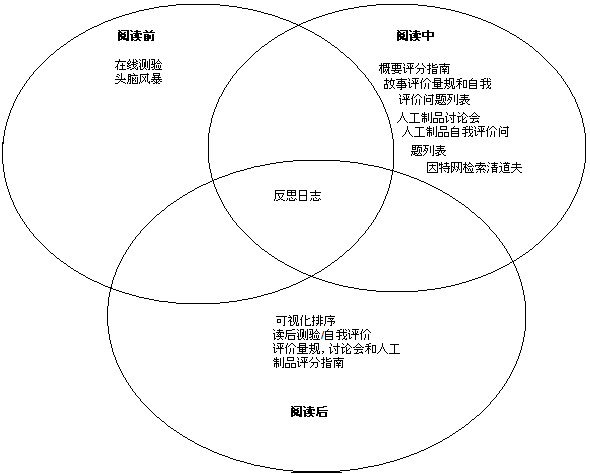 阅读前
在线测验
头脑风暴
阅读中
概要评分指南
故事评价量规和自我
评价问题列表
人工制品讨论会
人工制品自我评价问
题列表
因特网检索清道夫
反思日志
可视化排序
读后测验/自我评价
评价量规，讨论会和人工
制品评分指南
阅读后